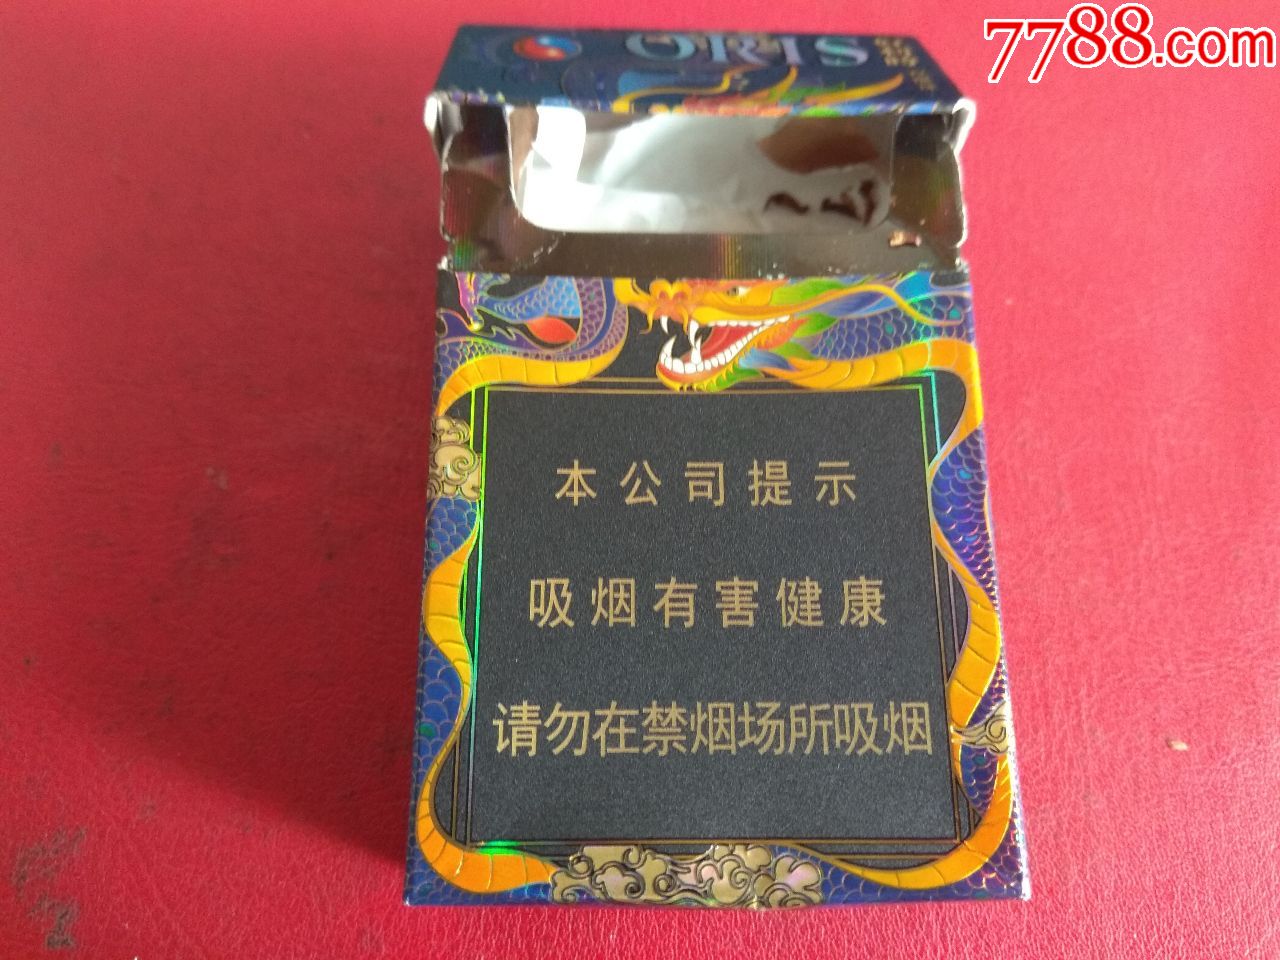 7788.com
ORIS
本公司提示
吸烟有害健康
请勿在禁烟场所吸烟